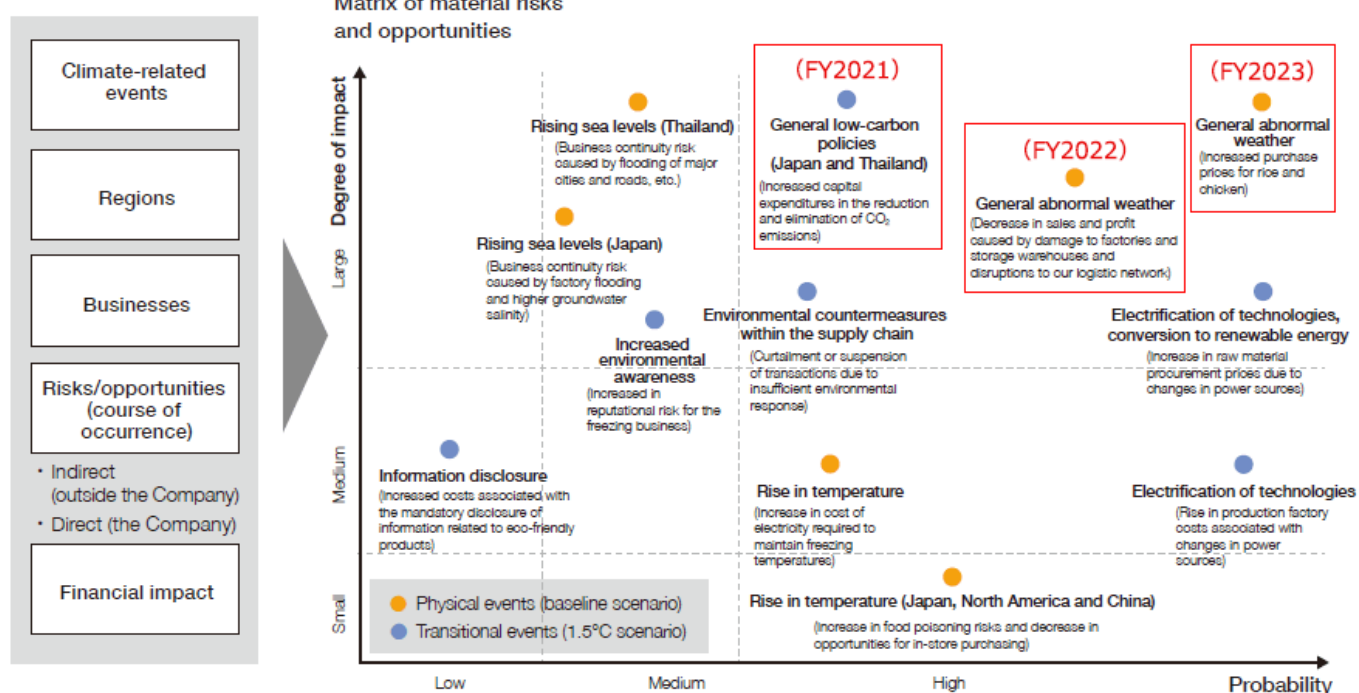 Matrix of material risks
and opportunities
Climate-related
events
Regions
Businesses
Risks/opportunities
(course of
occurrence)
・Indirect
(outside the Company)
・Direct (the Company)
Financial impact
Degree of impact
Large
Medium
Small
Rising sea levels (Thailand)
(Business continuity risk
caused by flooding of major
cities and roads, etc.)
(FY2021)
General low-carbon
policies
(Japan and Thailand)
(Increased capital
expenditures in the reduction
and elimination of CO₂
emissions)
(FY2022)
General abnormal weather
(Decrease in sales and profit
caused by damage to factories and
storage warehouses and
disruptions to our logistic network)
(FY2023)
General abnormal
weather
(Increased purchase
prices for rice and
chicken)
Rising sea levels (Japan)
(Business continuity risk
caused by factory flooding
and higher groundwater
salinity)
Increased
environmental
awareness
(Increased in
reputational risk for the
freezing business)
Environmental countermeasures
within the supply chain
(Curtailment or suspension
of transactions due to
insufficient environmental
response)
Electrification of technologies,
conversion to renewable energy
(Increase in raw material
procurement prices due to
changes in power sources)
Information disclosure
(Increased costs associated with
the mandatory disclosure of
information related to eco-friendly
products)
Rise in temperature
(Increase in cost of
electricity required to
maintain freezing
temperatures)
Electrification of technologies
(Rise in production factory
costs associated with
changes in power
sources)
Rise in temperature (Japan, North America and China)
(Increase in food poisoning risks and decrease in
opportunities for in-store purchasing)
Physical events (baseline scenario)
Transitional events (1.5°C scenario)
Low
Medium
High
Probability